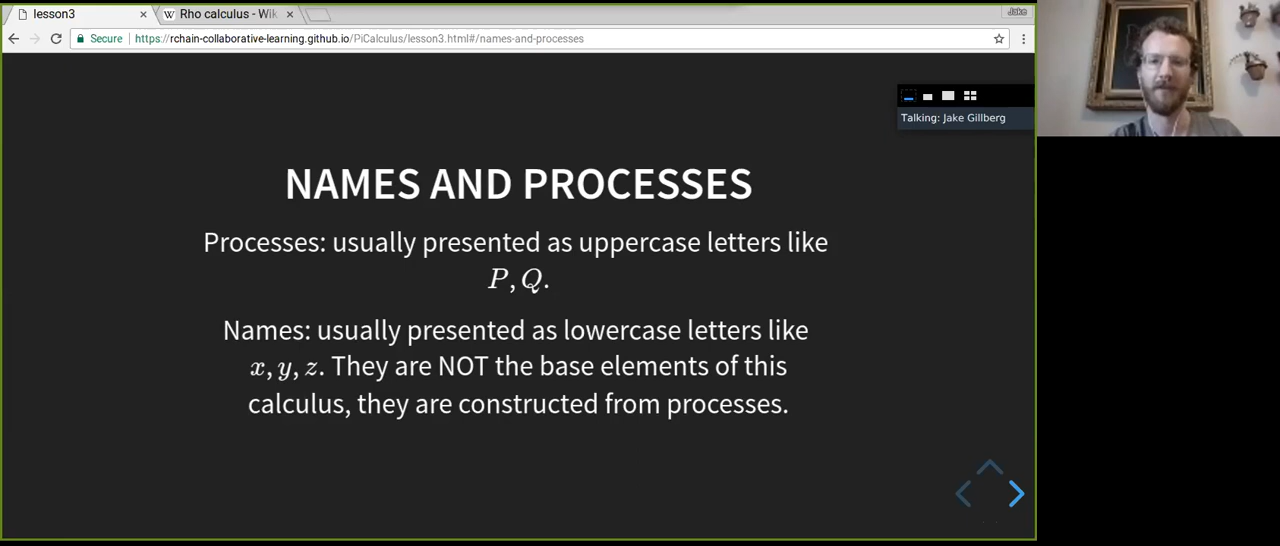 lesson3
Rho calculus - Wik
Jake
Secure
https://rchain-collaborative-learning.github.io/PiCalculus/lesson3.html#/names-and-processes
Talking: Jake Gillberg
NAMES AND PROCESSES
Processes: usually presented as uppercase letters like
P, Q.
Names: usually presented as lowercase letters like
x, y, z. They are NOT the base elements of this
calculus, they are constructed from processes.